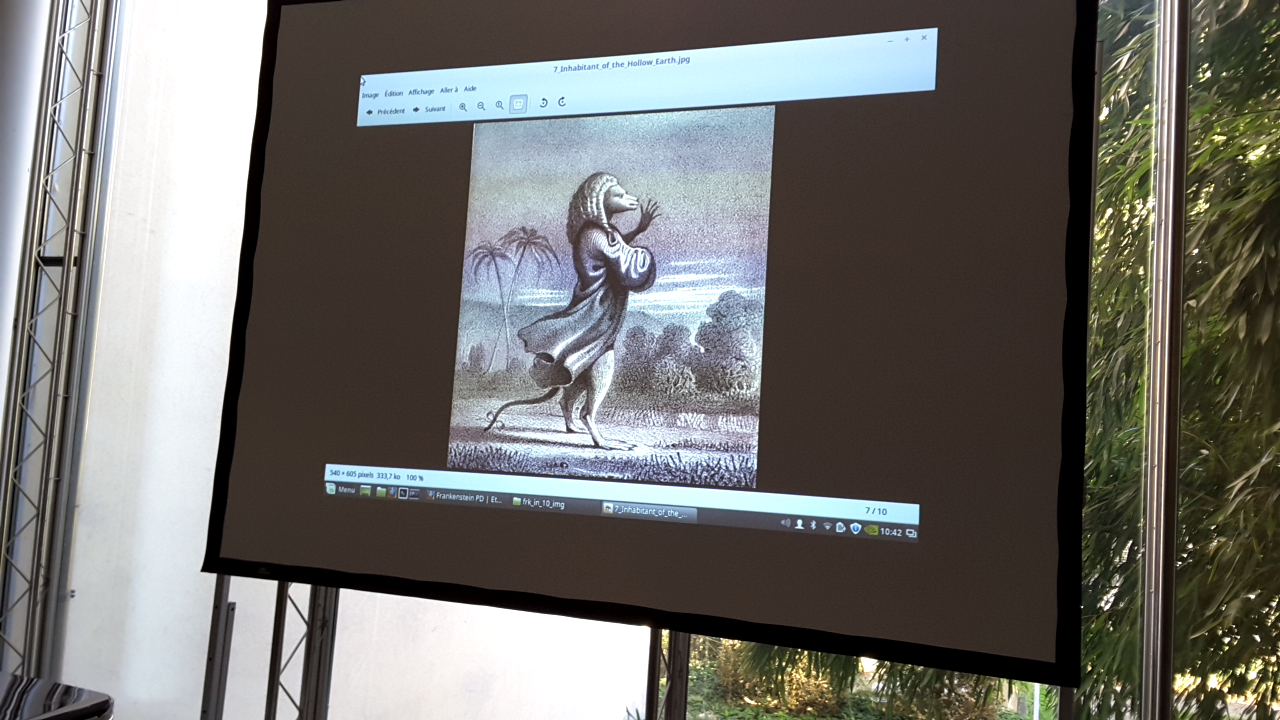 7_Inhabitant_of_the_Hollow_Earth.jpg
Image Édition Affichage Aller à Aide
Précédent Suivant
540 × 605 pixels 333,7 ko 100 %
7 / 10
Menu Frankenstein PD | Et... frk_in_10_img 7_Inhabitant_of_the_... 10:42